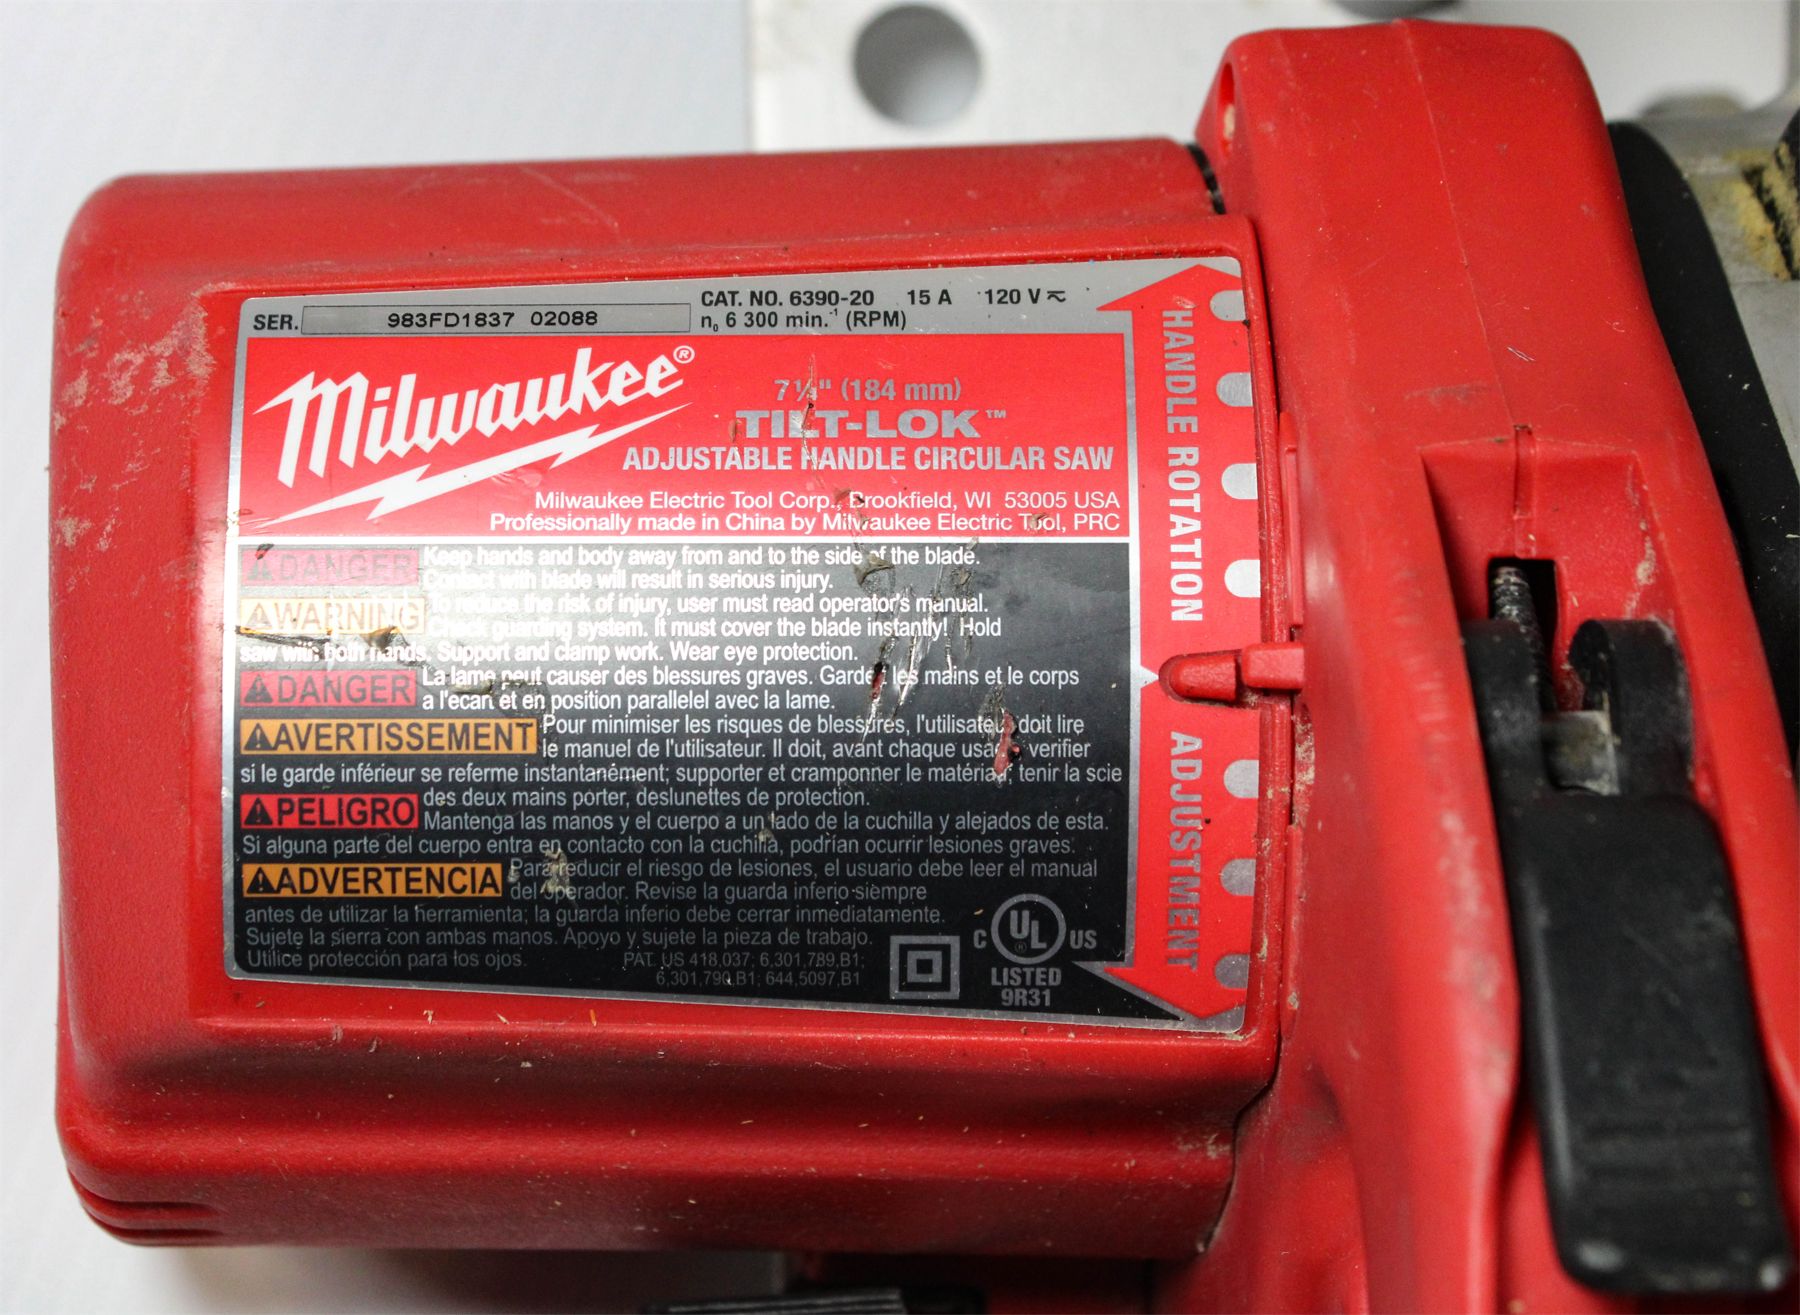 SER. 983FD1837 02088 CAT. NO. 6390-20 15 A 120 V
n₀ 6 300 min.⁻¹ (RPM)
Milwaukee®
7¼" (184 mm)
TILT-LOK™
ADJUSTABLE HANDLE CIRCULAR SAW
Milwaukee Electric Tool Corp., Brookfield, WI 53005 USA
Professionally made in China by Milwaukee Electric Tool, PRC
DANGER Keep hands and body away from and to the side of the blade.
Contact with blade will result in serious injury.
WARNING To reduce the risk of injury, user must read operator's manual.
Check guarding system. It must cover the blade instantly! Hold
saw with both hands. Support and clamp work. Wear eye protection.
DANGER La lame peut causer des blessures graves. Garder les mains et le corps
a l'ecart et en position parallelel avec la lame.
AVERTISSEMENT Pour minimiser les risques de blessures, l'utilisateur doit lire
le manuel de l'utilisateur. Il doit, avant chaque usage verifier
si le garde inférieur se referme instantanément; supporter et cramponner le matériau; tenir la scie
des deux mains porter, deslunettes de protection.
PELIGRO Mantenga las manos y el cuerpo a un lado de la cuchilla y alejados de esta.
Si alguna parte del cuerpo entra en contacto con la cuchilla, podrían ocurrir lesiones graves.
ADVERTENCIA Para reducir el riesgo de lesiones, el usuario debe leer el manual
del operador. Revise la guarda inferio siempre
antes de utilizar la herramienta; la guarda inferio debe cerrar inmediatamente.
Sujete la sierra con ambas manos. Apoyo y sujete la pieza de trabajo.
Utilice protección para los ojos.
PAT. US 418,037; 6,301,789,B1;
6,301,790,B1; 644,5097,B1
C UL® US
LISTED
9R31
HANDLE ROTATION ADJUSTMENT